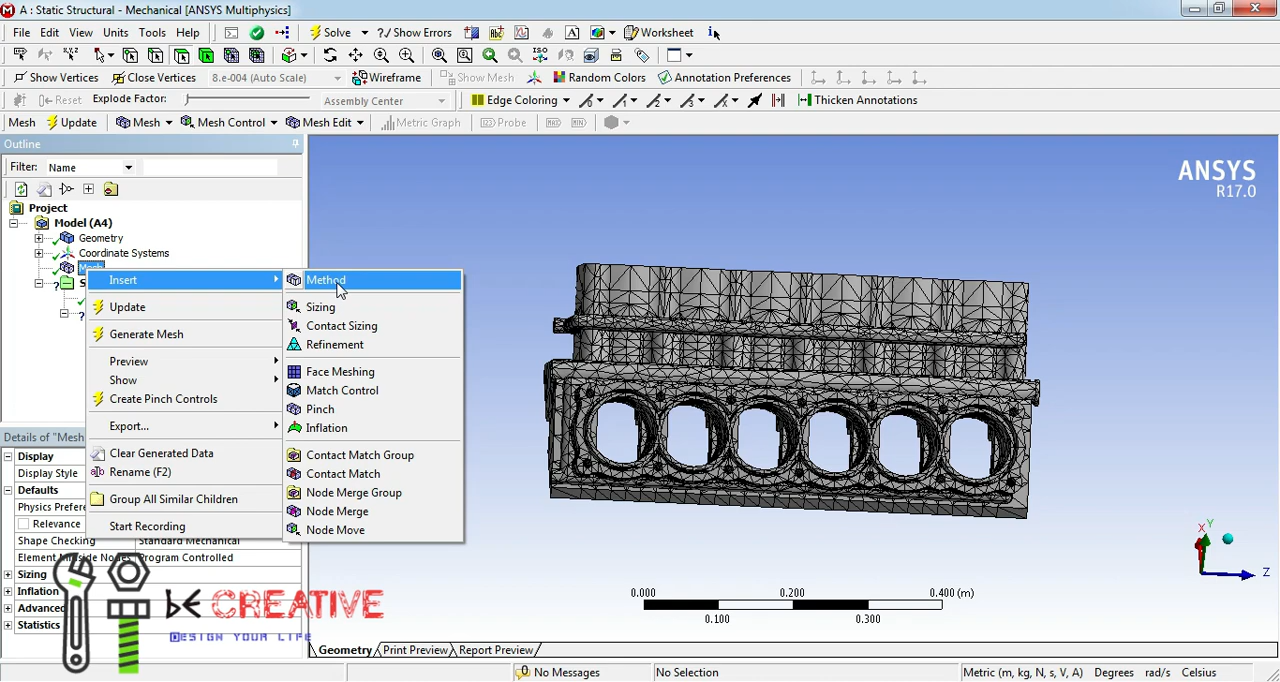 A : Static Structural - Mechanical [ANSYS Multiphysics]
File Edit View Units Tools Help Solve ?/ Show Errors Worksheet
Show Vertices Close Vertices 8.e-004 (Auto Scale) Wireframe Show Mesh Random Colors Annotation Preferences
Reset Explode Factor: Assembly Center Edge Coloring Thicken Annotations
Mesh Update Mesh Mesh Control Mesh Edit Metric Graph Probe
Outline
Filter: Name
Project
Model (A4)
Geometry
Coordinate Systems
Mesh
Insert
Update
Generate Mesh
Preview
Show
Create Pinch Controls
Export...
Clear Generated Data
Rename (F2)
Group All Similar Children
Start Recording
Method
Sizing
Contact Sizing
Refinement
Face Meshing
Match Control
Pinch
Inflation
Contact Match Group
Contact Match
Node Merge Group
Node Merge
Node Move
Details of "Mesh
Display
Display Style
Defaults
Physics Prefere
Relevance
Shape Checking Standard Mechanical
Element Midside Nodes Program Controlled
Sizing
Inflation
Advanced
Statistics
BE CREATIVE
DESIGN YOUR LIFE
ANSYS
R17.0
X Y Z
0.000 0.200 0.400 (m)
0.100 0.300
Geometry Print Preview Report Preview
No Messages No Selection Metric (m, kg, N, s, V, A) Degrees rad/s Celsius